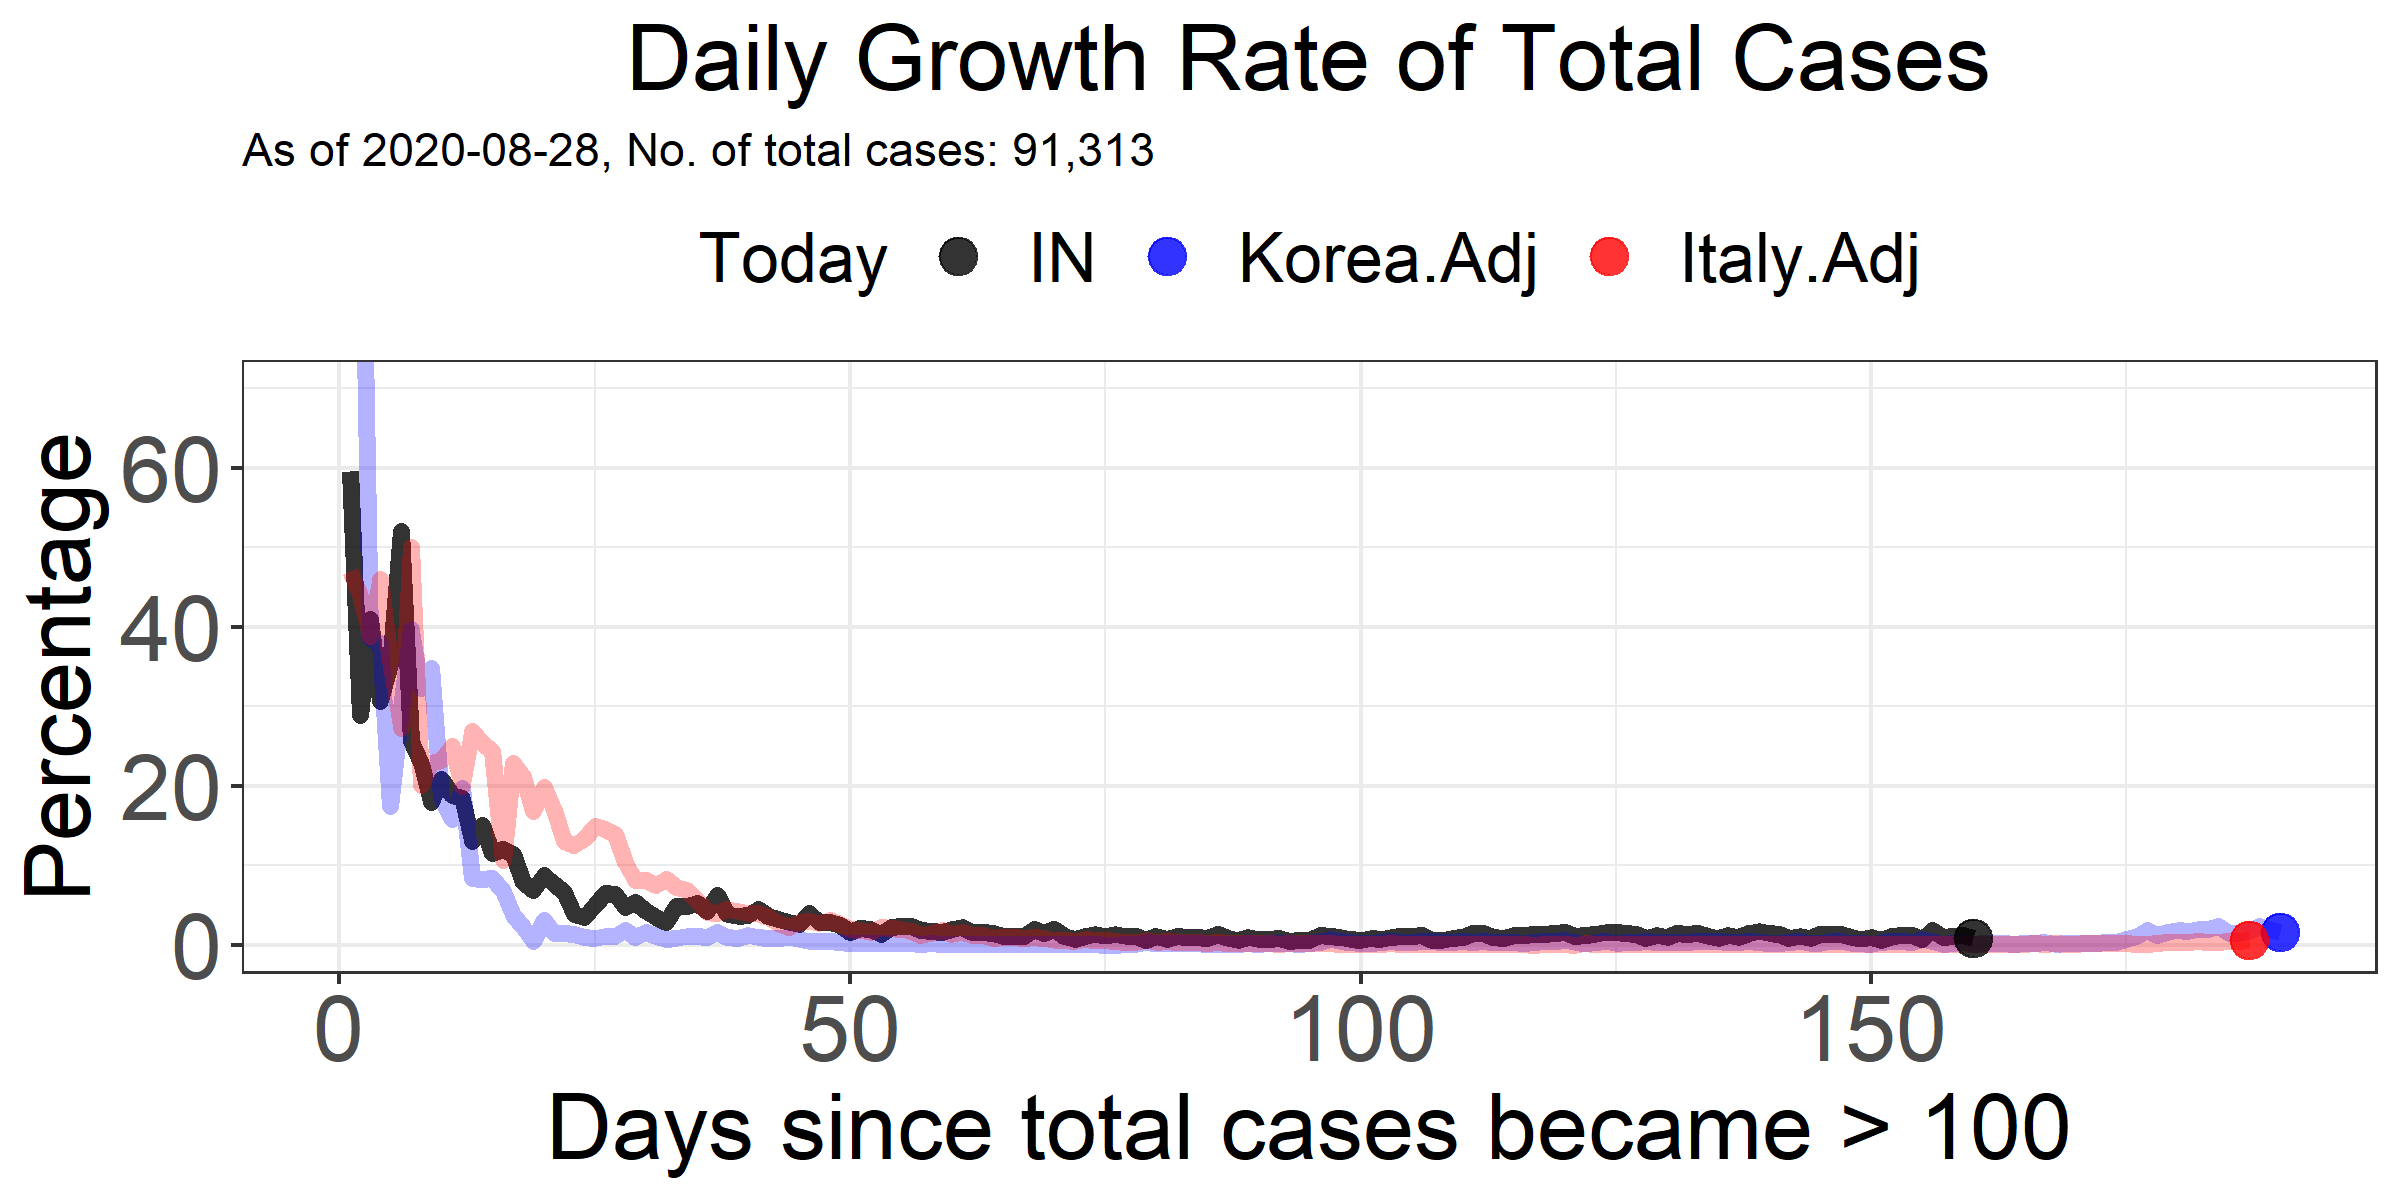 Daily Growth Rate of Total Cases
As of 2020-08-28, No. of total cases: 91,313
Today IN Korea.Adj Italy.Adj
Percentage
60
40
20
0
0 50 100 150
Days since total cases became > 100